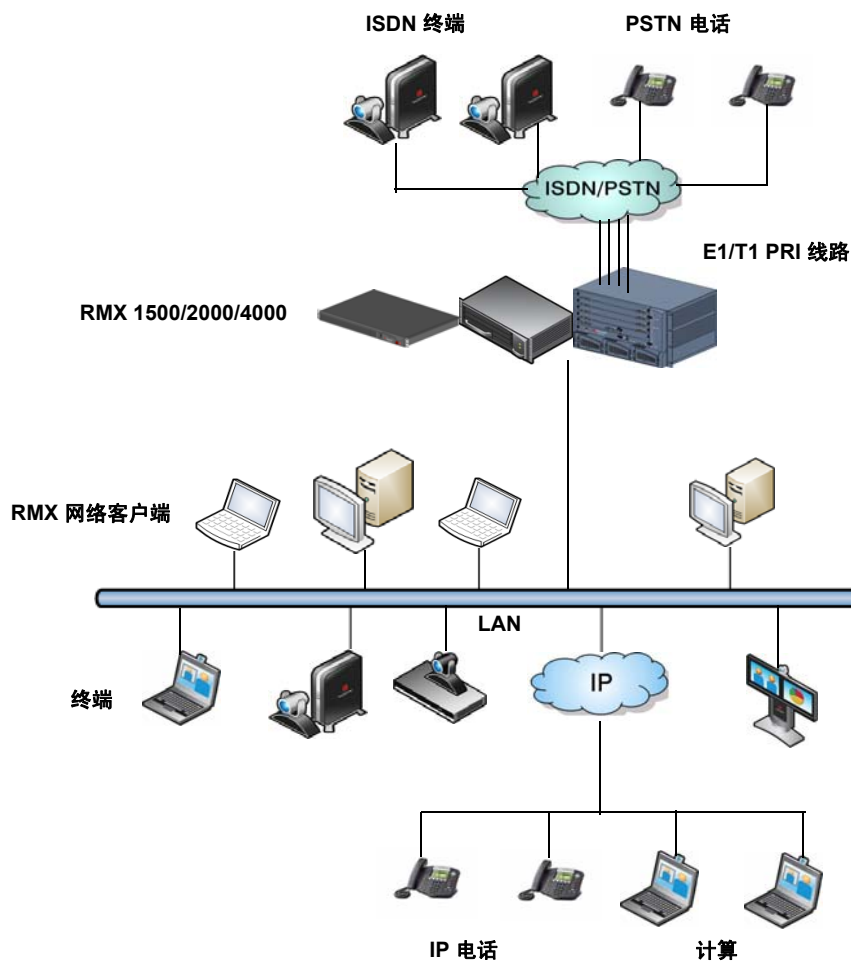 ISDN 终端
PSTN 电话
ISDN/PSTN
E1/T1 PRI 线路
RMX 1500/2000/4000
RMX 网络客户端
LAN
终端
IP
IP 电话
计算